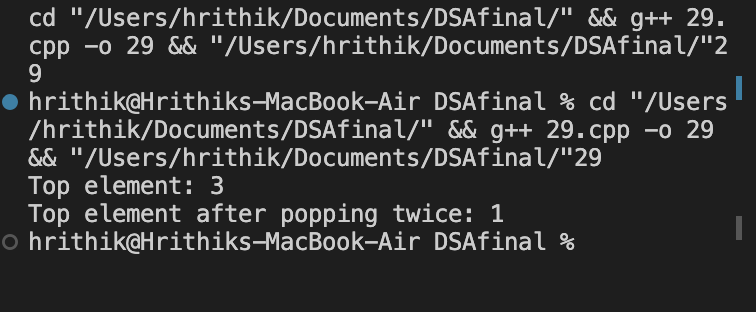 cd "/Users/hrithik/Documents/DSAfinal/" && g++ 29.
cpp -o 29 && "/Users/hrithik/Documents/DSAfinal/"2
9
hrithik@Hrithiks-MacBook-Air DSAfinal % cd "/Users
/hrithik/Documents/DSAfinal/" && g++ 29.cpp -o 29
&& "/Users/hrithik/Documents/DSAfinal/"29
Top element: 3
Top element after popping twice: 1
hrithik@Hrithiks-MacBook-Air DSAfinal %